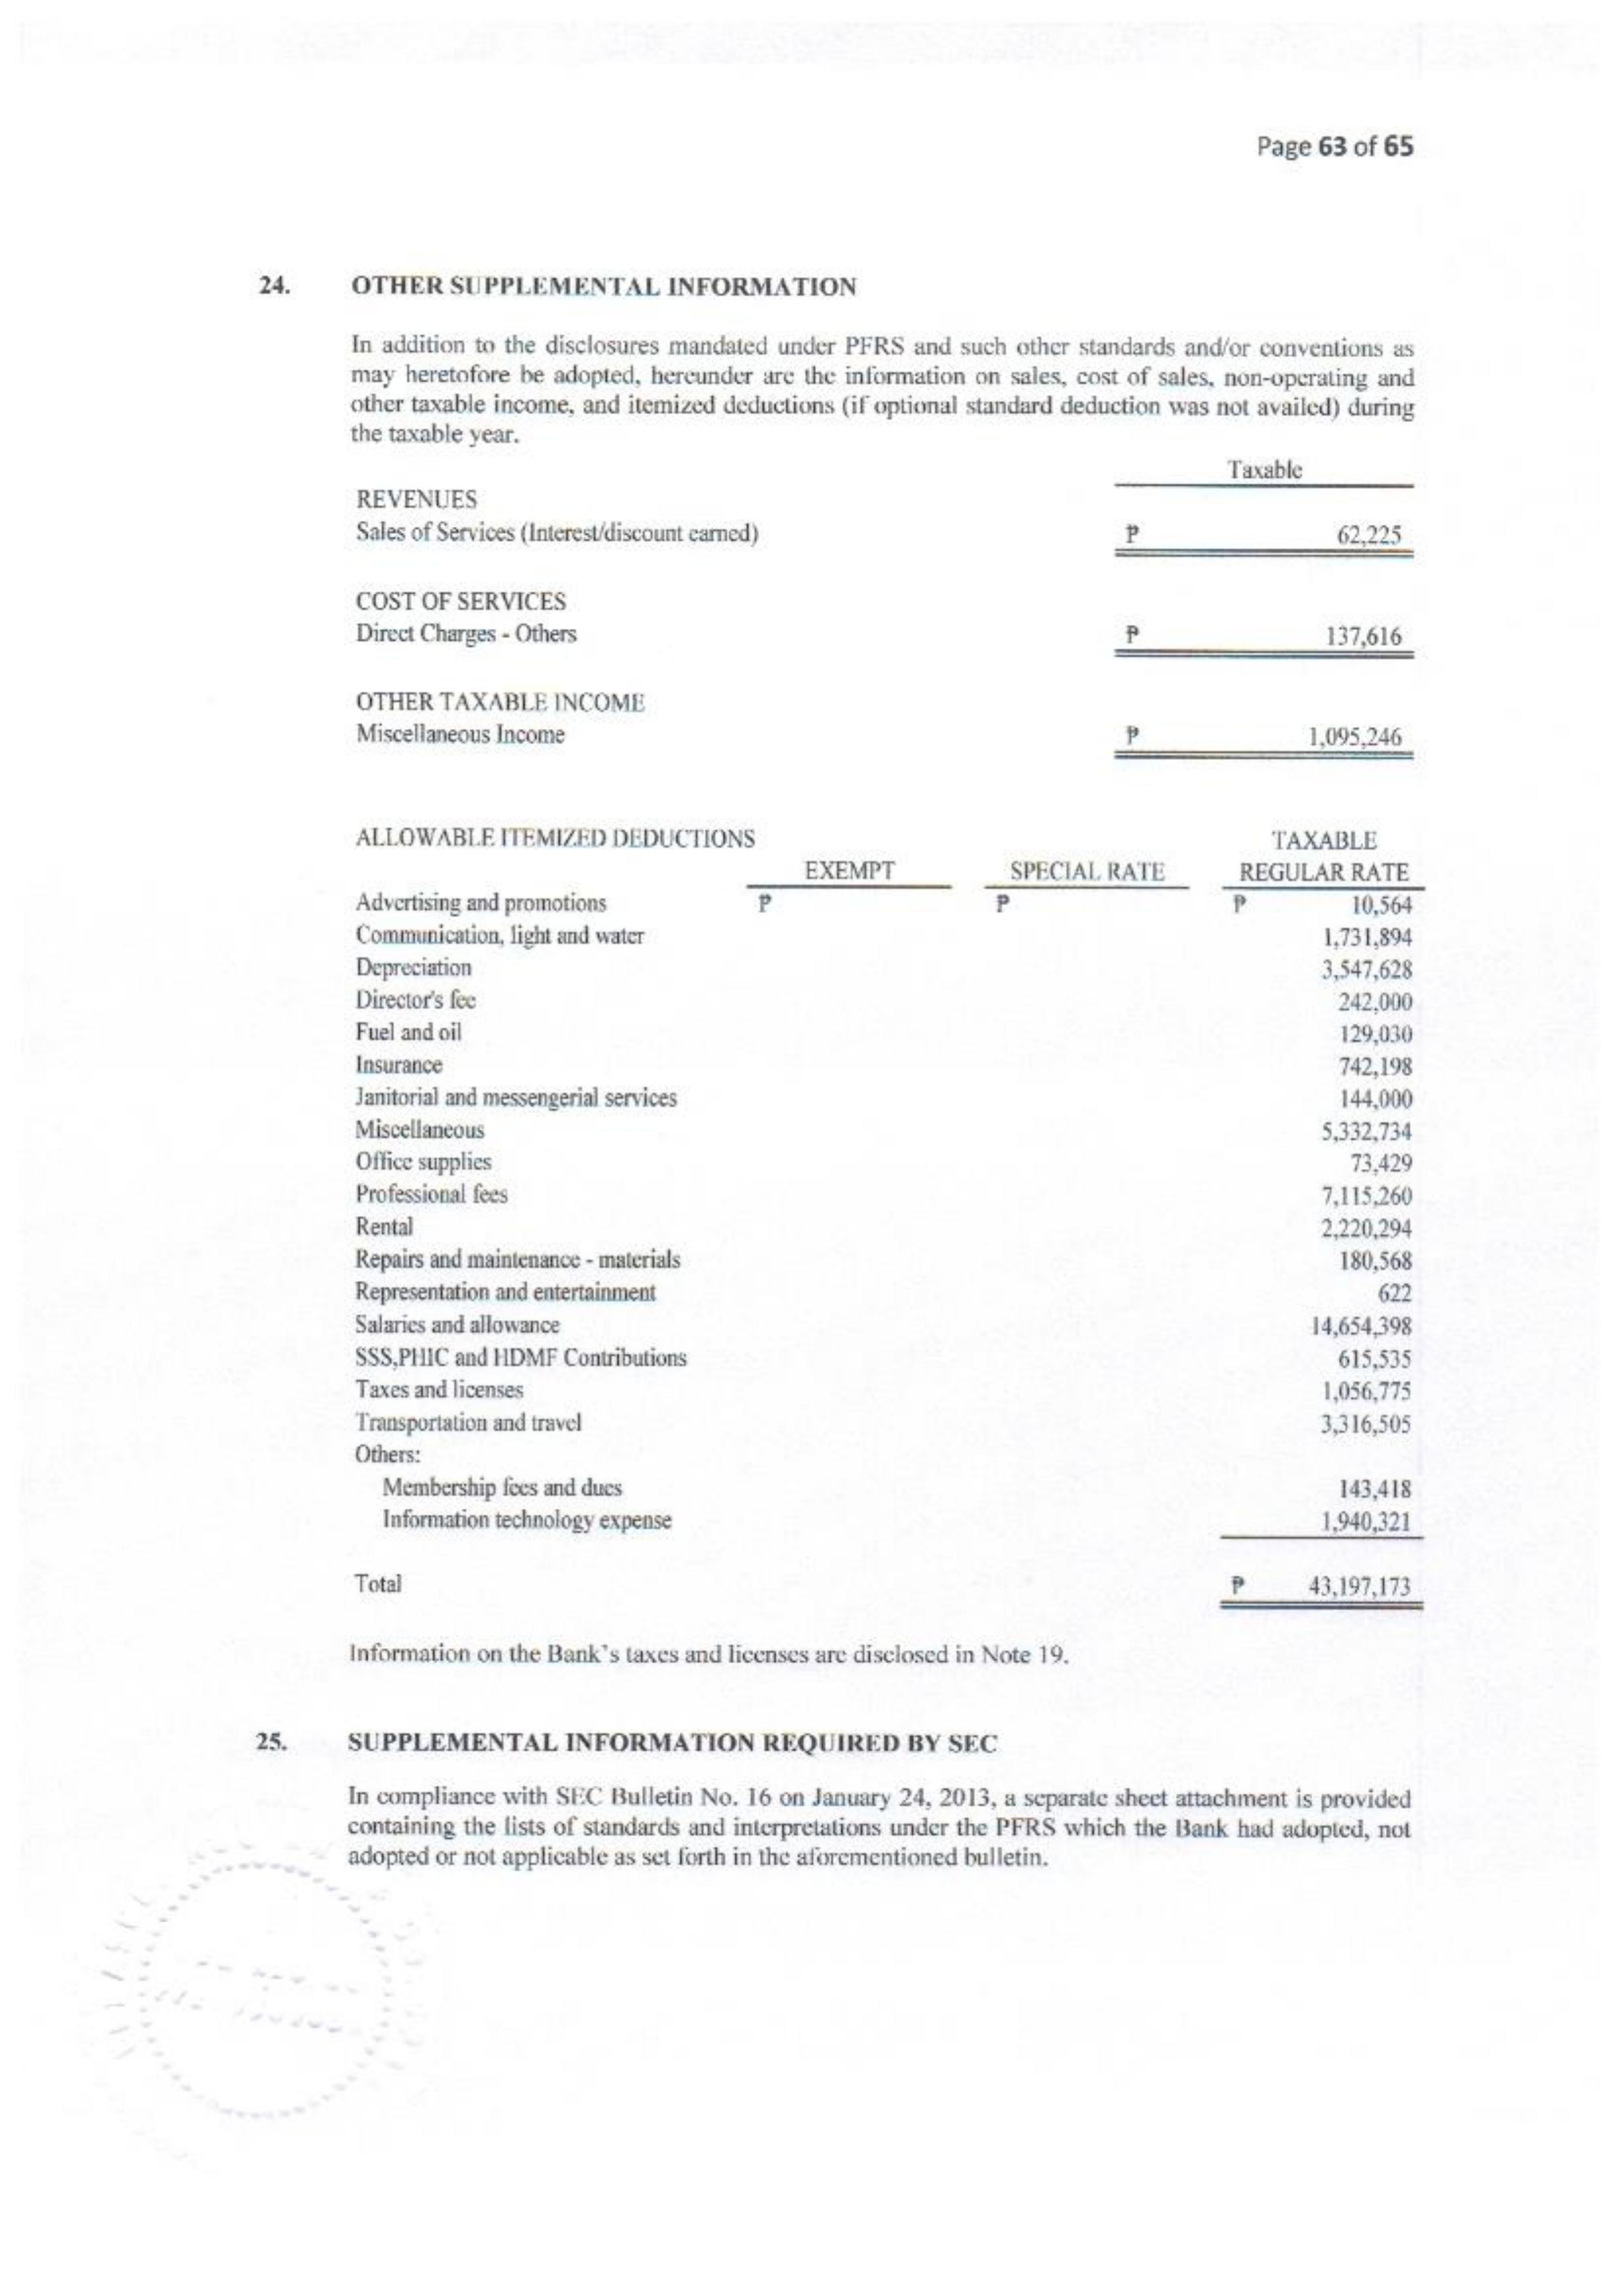 Page 63 of 65
24. OTHER SUPPLEMENTAL INFORMATION
In addition to the disclosures mandated under PFRS and such other standards and/or conventions as
may heretofore be adopted, hereunder are the information on sales, cost of sales, non-operating and
other taxable income, and itemized deductions (if optional standard deduction was not availed) during
the taxable year.
Taxable
REVENUES
Sales of Services (Interest/discount earned) ₱ 62,225
COST OF SERVICES
Direct Charges - Others ₱ 137,616
OTHER TAXABLE INCOME
Miscellaneous Income ₱ 1,095,246
ALLOWABLE ITEMIZED DEDUCTIONS TAXABLE
EXEMPT SPECIAL RATE REGULAR RATE
Advertising and promotions ₱ ₱ ₱ 10,564
Communication, light and water 1,731,894
Depreciation 3,547,628
Director's fee 242,000
Fuel and oil 129,030
Insurance 742,198
Janitorial and messengerial services 144,000
Miscellaneous 5,332,734
Office supplies 73,429
Professional fees 7,115,260
Rental 2,220,294
Repairs and maintenance - materials 180,568
Representation and entertainment 622
Salaries and allowance 14,654,398
SSS,PHIC and HDMF Contributions 615,535
Taxes and licenses 1,056,775
Transportation and travel 3,316,505
Others:
Membership fees and dues 143,418
Information technology expense 1,940,321
Total ₱ 43,197,173
Information on the Bank's taxes and licenses are disclosed in Note 19.
25. SUPPLEMENTAL INFORMATION REQUIRED BY SEC
In compliance with SEC Bulletin No. 16 on January 24, 2013, a separate sheet attachment is provided
containing the lists of standards and interpretations under the PFRS which the Bank had adopted, not
adopted or not applicable as set forth in the aforementioned bulletin.